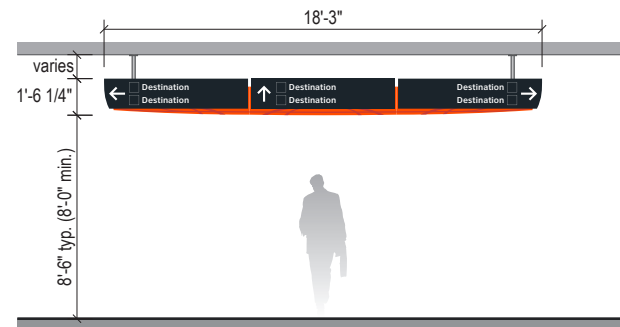 18'-3"
varies
1'-6 1/4"
Destination
Destination
Destination
Destination
Destination
Destination
8'-6" typ. (8'-0" min.)